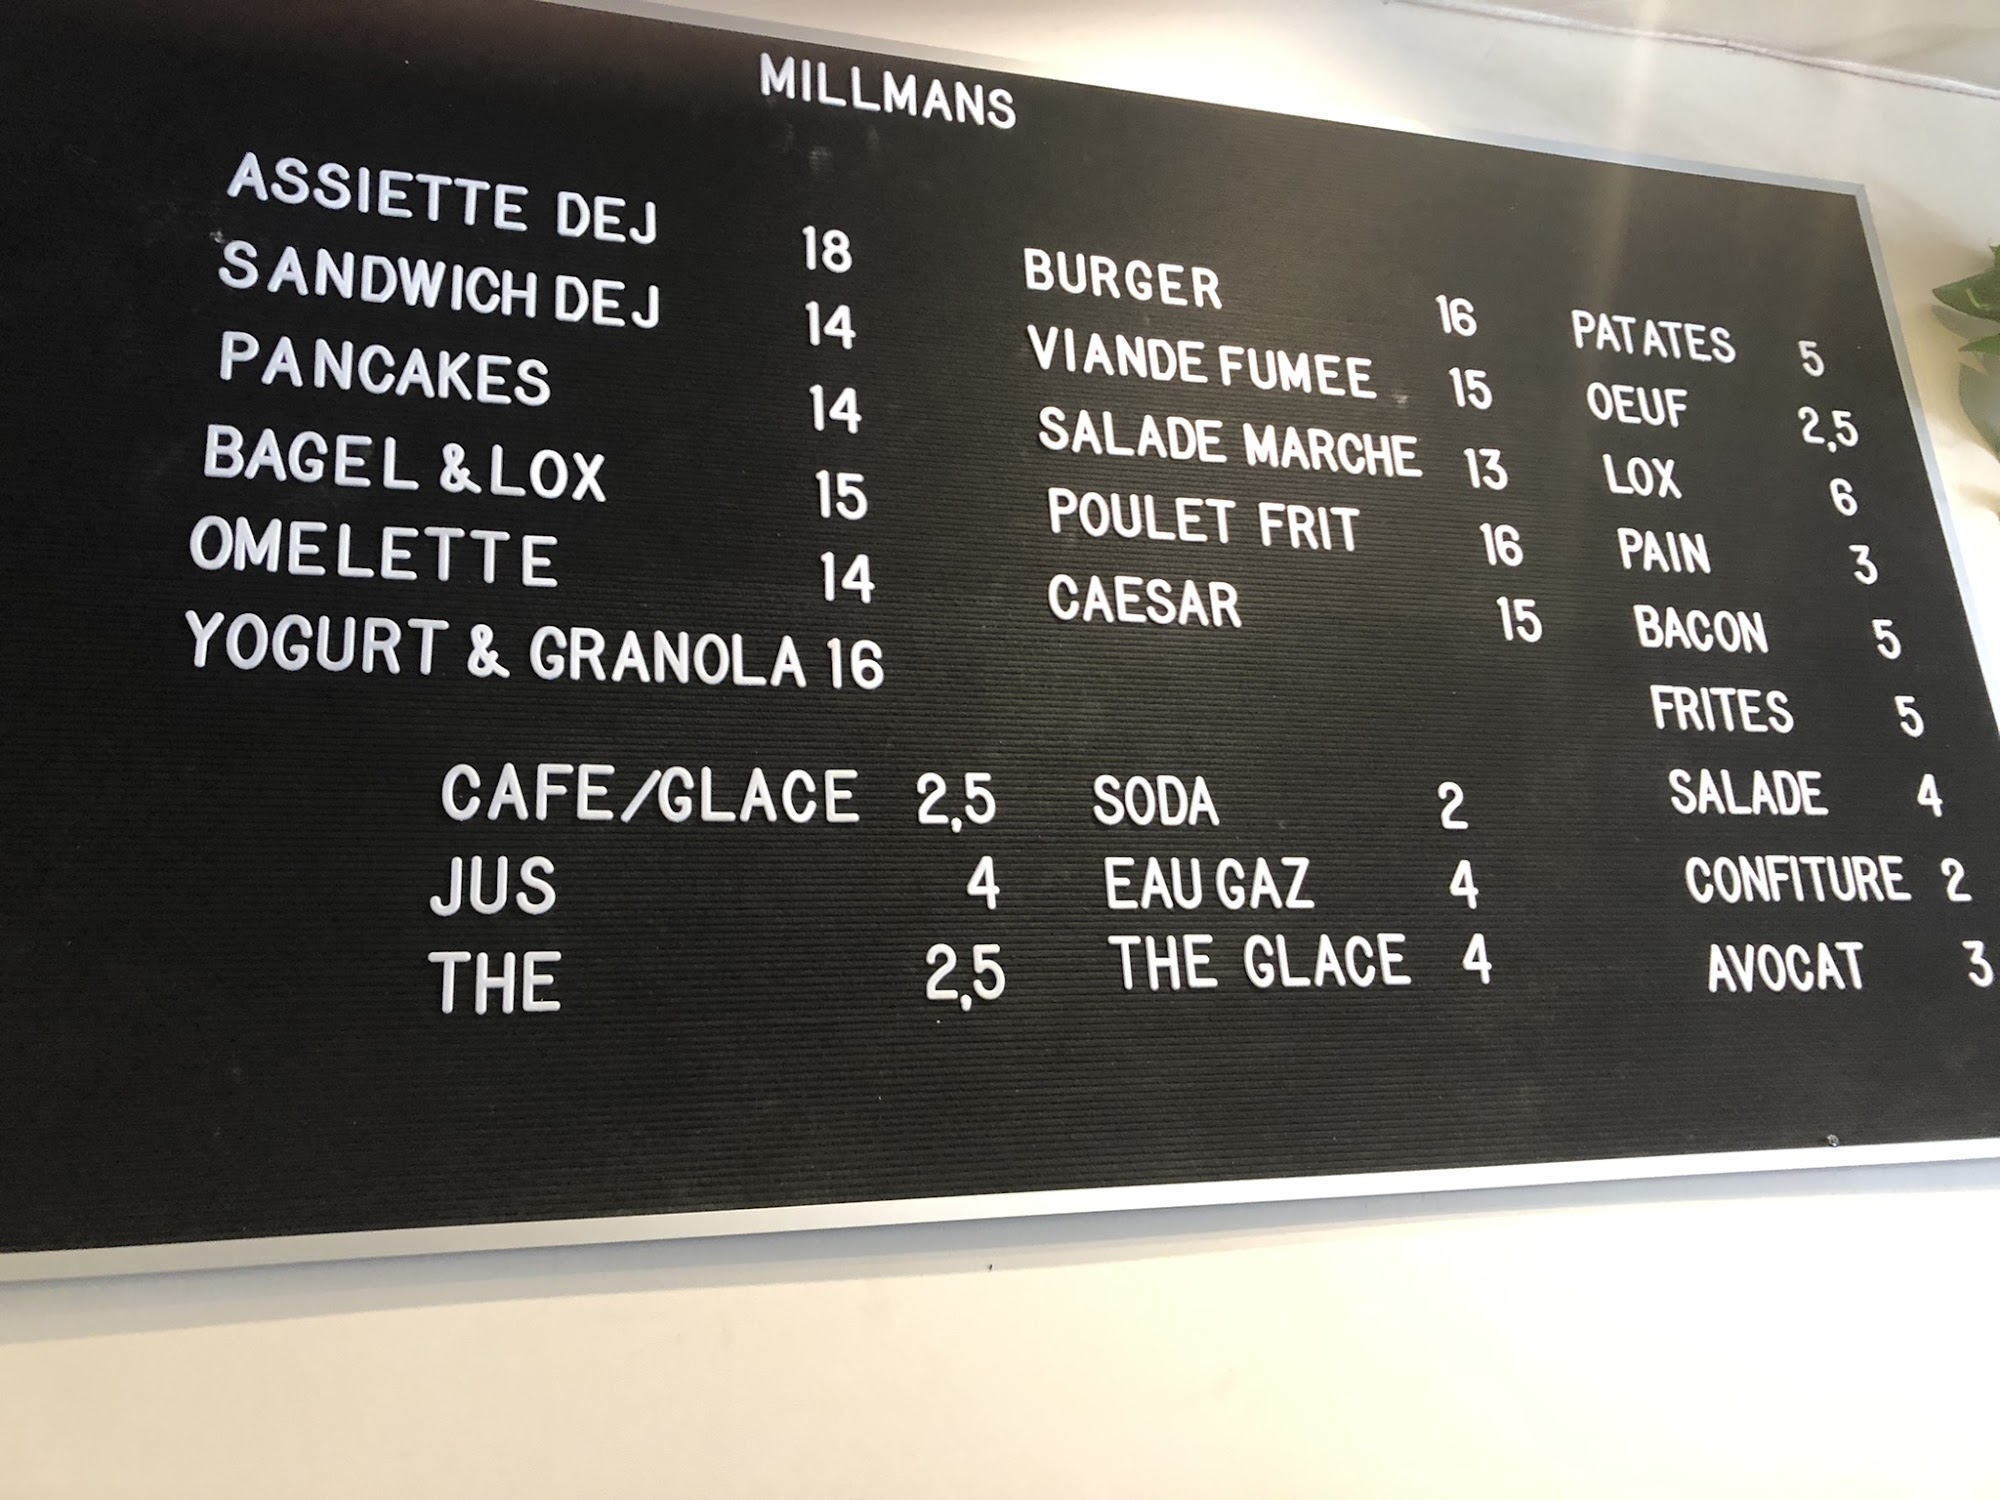 MILLMANS
ASSIETTE DEJ 18
SANDWICH DEJ 14
PANCAKES 14
BAGEL & LOX 15
OMELETTE 14
YOGURT & GRANOLA 16
BURGER 16
VIANDE FUMEE 15
SALADE MARCHE 13
POULET FRIT 16
CAESAR 15
PATATES 5
OEUF 2,5
LOX 6
PAIN 3
BACON 5
FRITES 5
SALADE 4
CONFITURE 2
AVOCAT 3
CAFE/GLACE 2,5
JUS 4
THE 2,5
SODA 2
EAU GAZ 4
THE GLACE 4